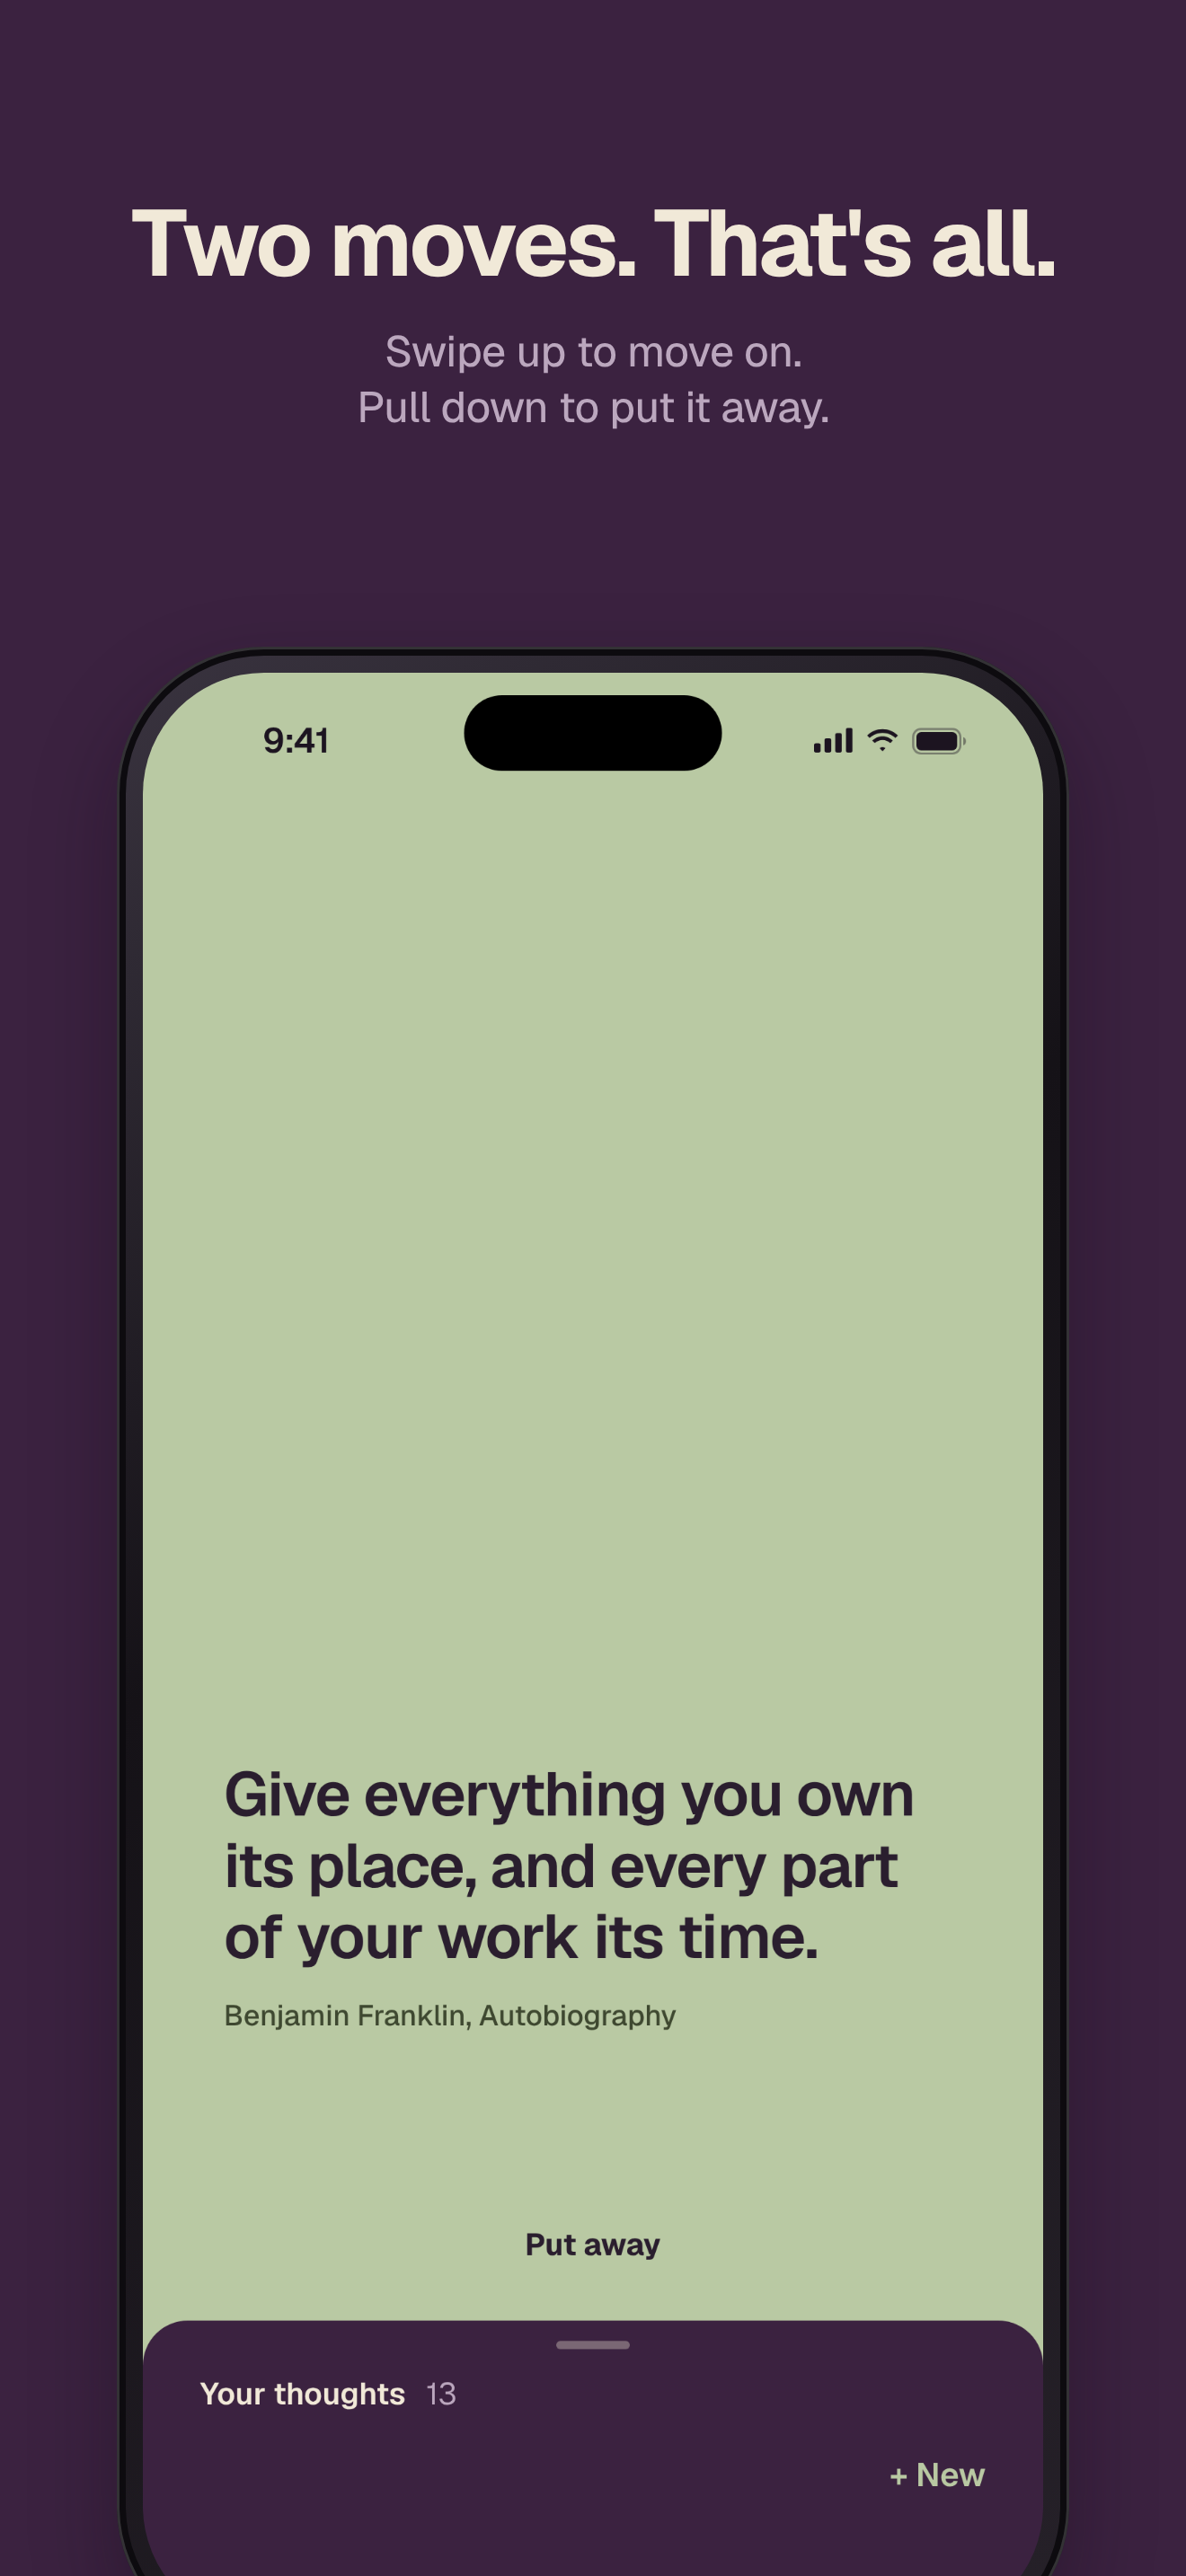 Two moves. That's all.
Swipe up to move on.
Pull down to put it away.
9:41
Give everything you own
its place, and every part
of your work its time.
Benjamin Franklin, Autobiography
Put away
Your thoughts 13
+ New